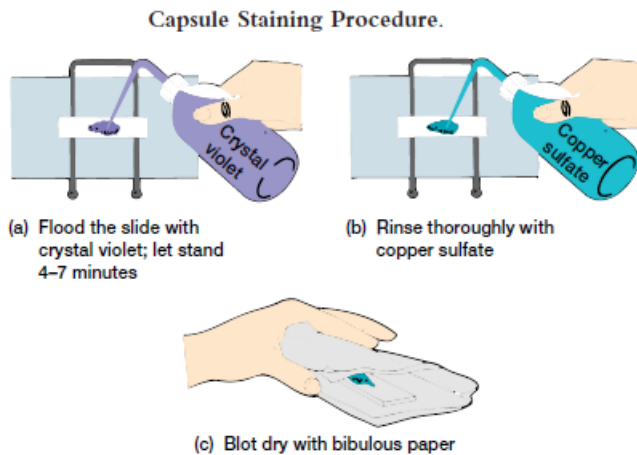 Capsule Staining Procedure.
Crystal
violet
Copper
sulfate
(a) Flood the slide with
crystal violet; let stand
4–7 minutes
(b) Rinse thoroughly with
copper sulfate
(c) Blot dry with bibulous paper